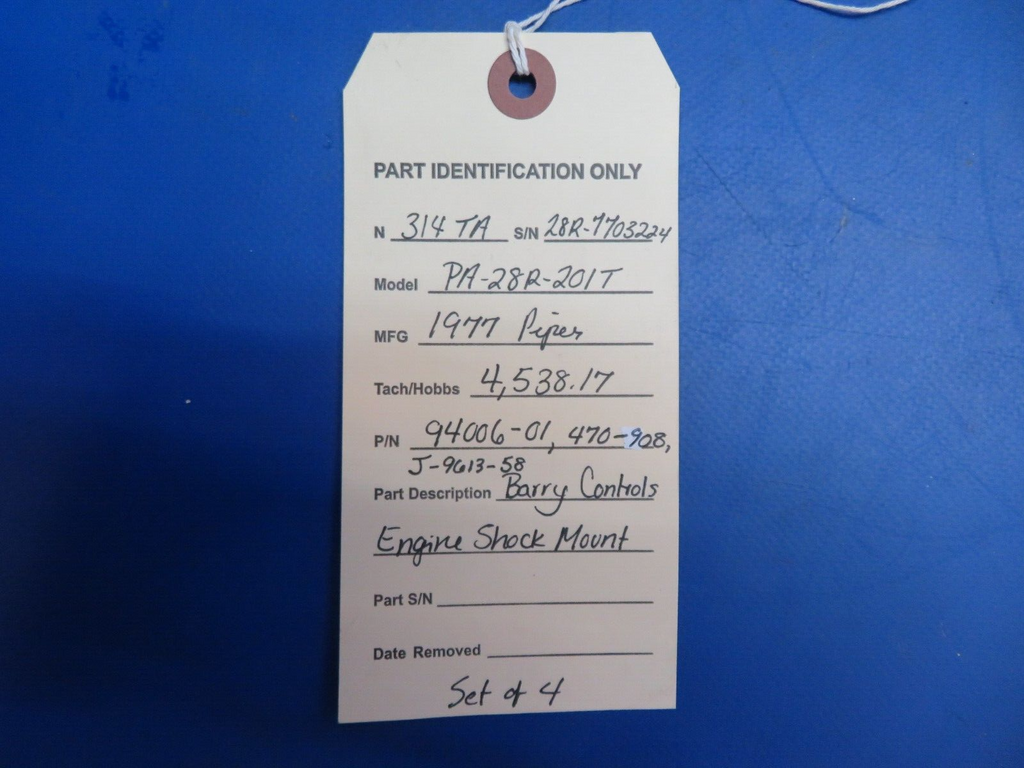 PART IDENTIFICATION ONLY
N 314 TA S/N 28R-7703224
Model PA-28R-201T
MFG 1977 Piper
Tach/Hobbs 4,538.17
P/N 94006-01, 470-908,
J-9613-58
Part Description Barry Controls
Engine Shock Mount
Part S/N
Date Removed
Set of 4